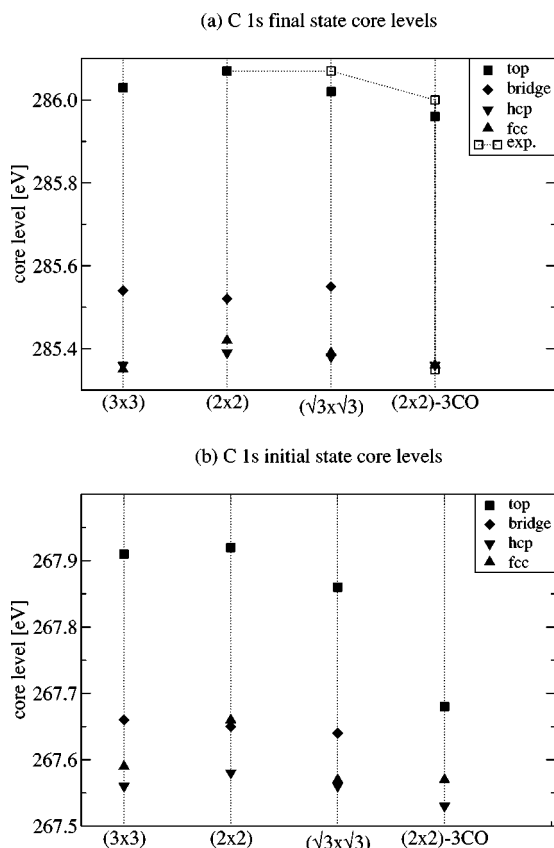 (a) C 1s final state core levels
core level [eV]
286.0
285.8
285.6
285.4
top
bridge
hcp
fcc
exp.
(3x3)
(2x2)
(√3x√3)
(2x2)-3CO
(b) C 1s initial state core levels
core level [eV]
267.9
267.8
267.7
267.6
267.5
top
bridge
hcp
fcc
(3x3)
(2x2)
(√3x√3)
(2x2)-3CO